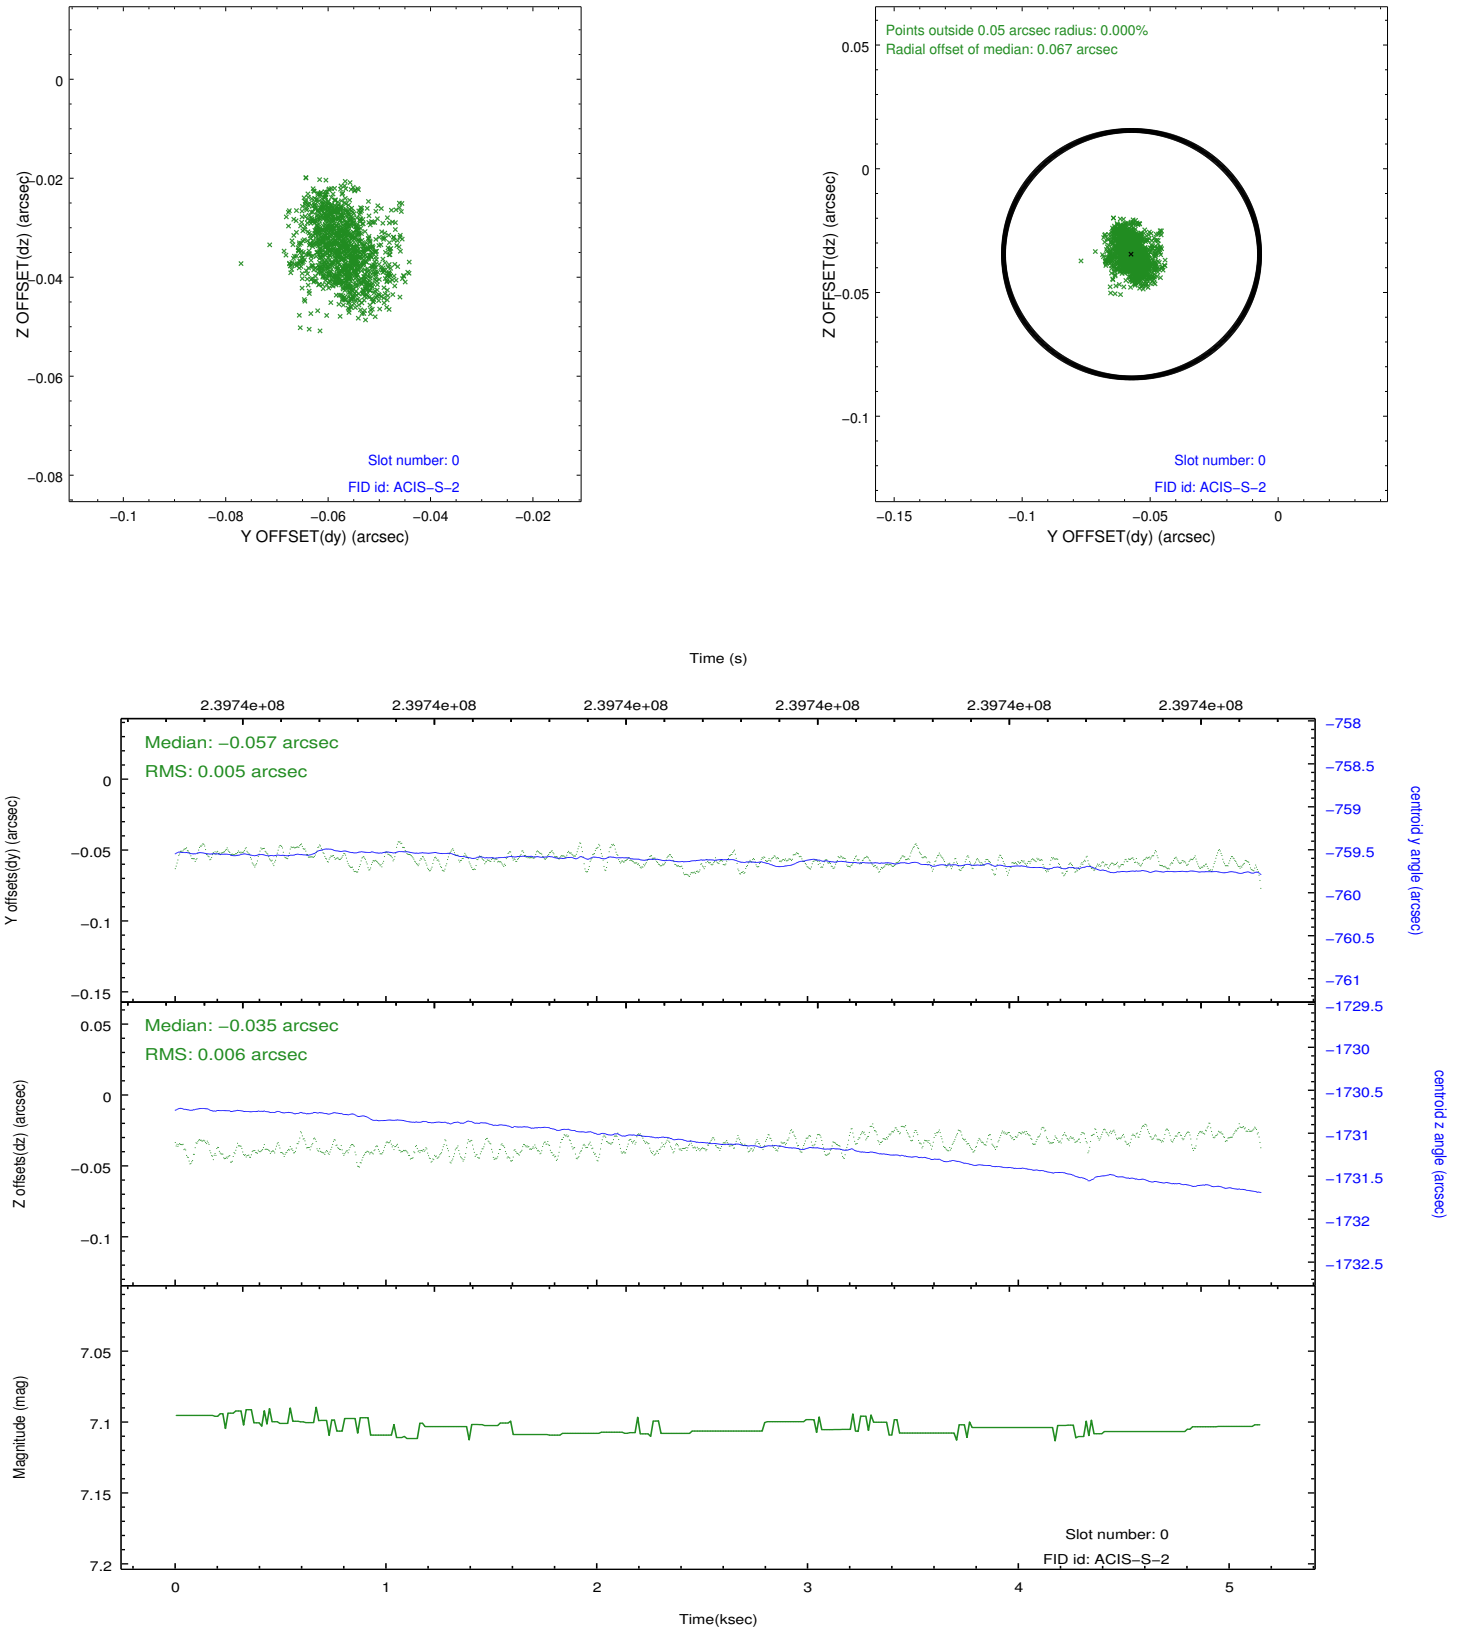 0
−0.02
−0.04
−0.06
−0.08
Z OFFSET(dz) (arcsec)
Slot number: 0
FID id: ACIS−S−2
−0.1
−0.08
−0.06
−0.04
−0.02
Y OFFSET(dy) (arcsec)
Points outside 0.05 arcsec radius: 0.000%
Radial offset of median: 0.067 arcsec
0.05
0
−0.05
−0.1
Z OFFSET(dz) (arcsec)
Slot number: 0
FID id: ACIS−S−2
−0.15
−0.1
−0.05
0
Y OFFSET(dy) (arcsec)
Time (s)
2.3974e+08
2.3974e+08
2.3974e+08
2.3974e+08
2.3974e+08
2.3974e+08
Median: −0.057 arcsec
RMS: 0.005 arcsec
0
−0.05
−0.1
−0.15
Y offsets(dy) (arcsec)
−758
−758.5
−759
−759.5
−760
−760.5
−761
centroid y angle (arcsec)
Median: −0.035 arcsec
RMS: 0.006 arcsec
0.05
0
−0.05
−0.1
Z offsets(dz) (arcsec)
−1729.5
−1730
−1730.5
−1731
−1731.5
−1732
−1732.5
centroid z angle (arcsec)
7.05
7.1
7.15
7.2
Magnitude (mag)
Slot number: 0
FID id: ACIS−S−2
0
1
2
3
4
5
Time(ksec)